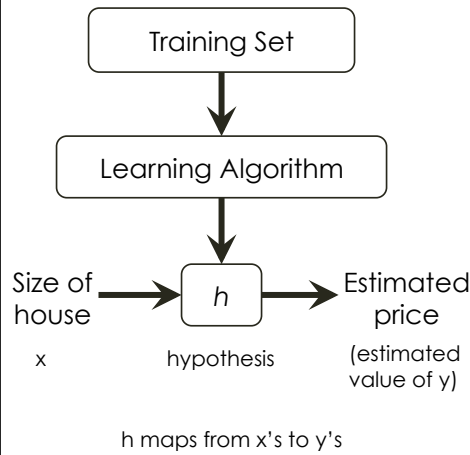 Training Set
Learning Algorithm
Size of
house
h
Estimated
price
x
hypothesis
(estimated
value of y)
h maps from x's to y's